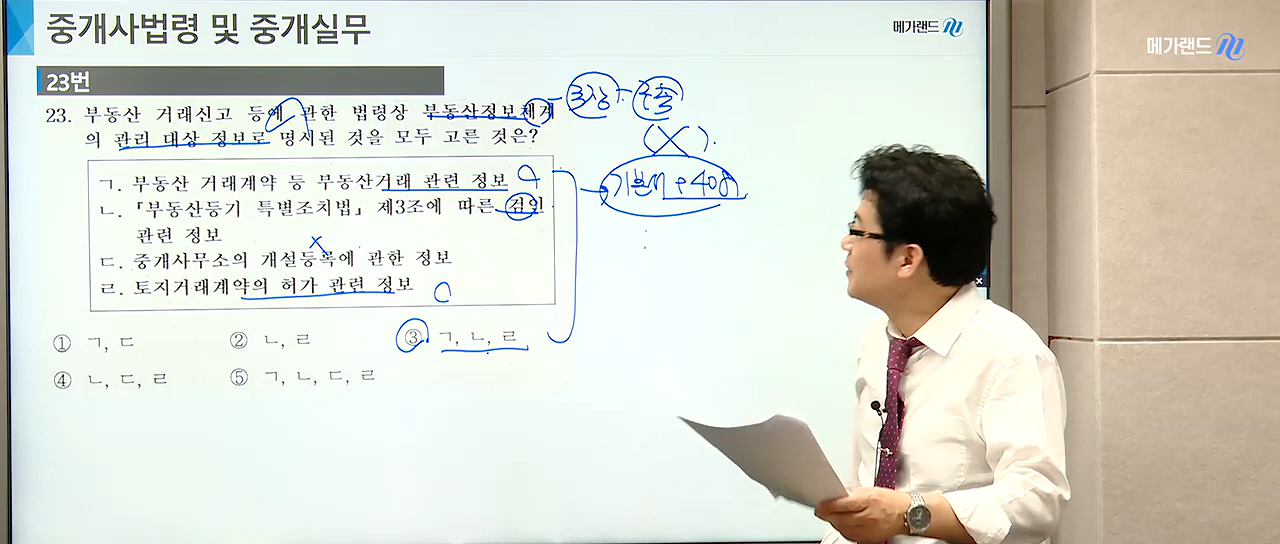 중개사법령 및 중개실무
메가랜드
메가랜드
23번
23. 부동산 거래신고 등에 관한 법령상 부동산정보체계
의 관리 대상 정보로 명시된 것을 모두 고른 것은?
ㄱ. 부동산 거래계약 등 부동산거래 관련 정보
ㄴ. 「부동산등기 특별조치법」 제3조에 따른 검인
관련 정보
ㄷ. 중개사무소의 개설등록에 관한 정보
ㄹ. 토지거래계약의 허가 관련 정보
① ㄱ, ㄷ ② ㄴ, ㄹ ③ ㄱ, ㄴ, ㄹ
④ ㄴ, ㄷ, ㄹ ⑤ ㄱ, ㄴ, ㄷ, ㄹ